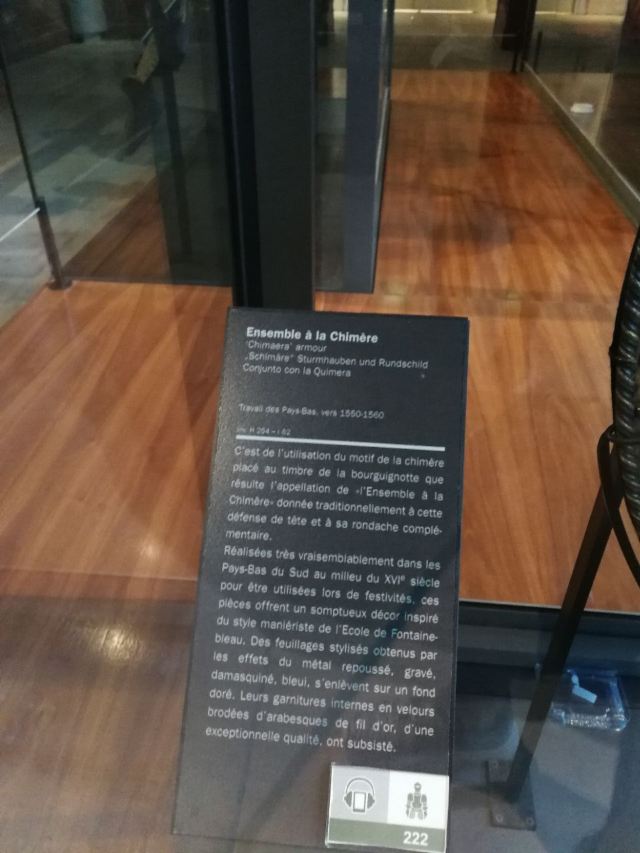 Ensemble à la Chimère
'Chimaera' armour
„Schimäre" Sturmhauben und Rundschild
Conjunto con la Quimera
Travail des Pays-Bas, vers 1550-1560
Inv. H 254 – I 62
C'est de l'utilisation du motif de la chimère
placé au timbre de la bourguignotte que
résulte l'appellation de «l'Ensemble à la
Chimère» donnée traditionnellement à cette
défense de tête et à sa rondache complé-
mentaire.
Réalisées très vraisemblablement dans les
Pays-Bas du Sud au milieu du XVIe siècle
pour être utilisées lors de festivités, ces
pièces offrent un somptueux décor inspiré
du style maniériste de l'Ecole de Fontaine-
bleau. Des feuillages stylisés obtenus par
les effets du métal repoussé, gravé,
damasquiné, bleui, s'enlèvent sur un fond
doré. Leurs garnitures internes en velours
brodées d'arabesques de fil d'or, d'une
exceptionnelle qualité, ont subsisté.
222